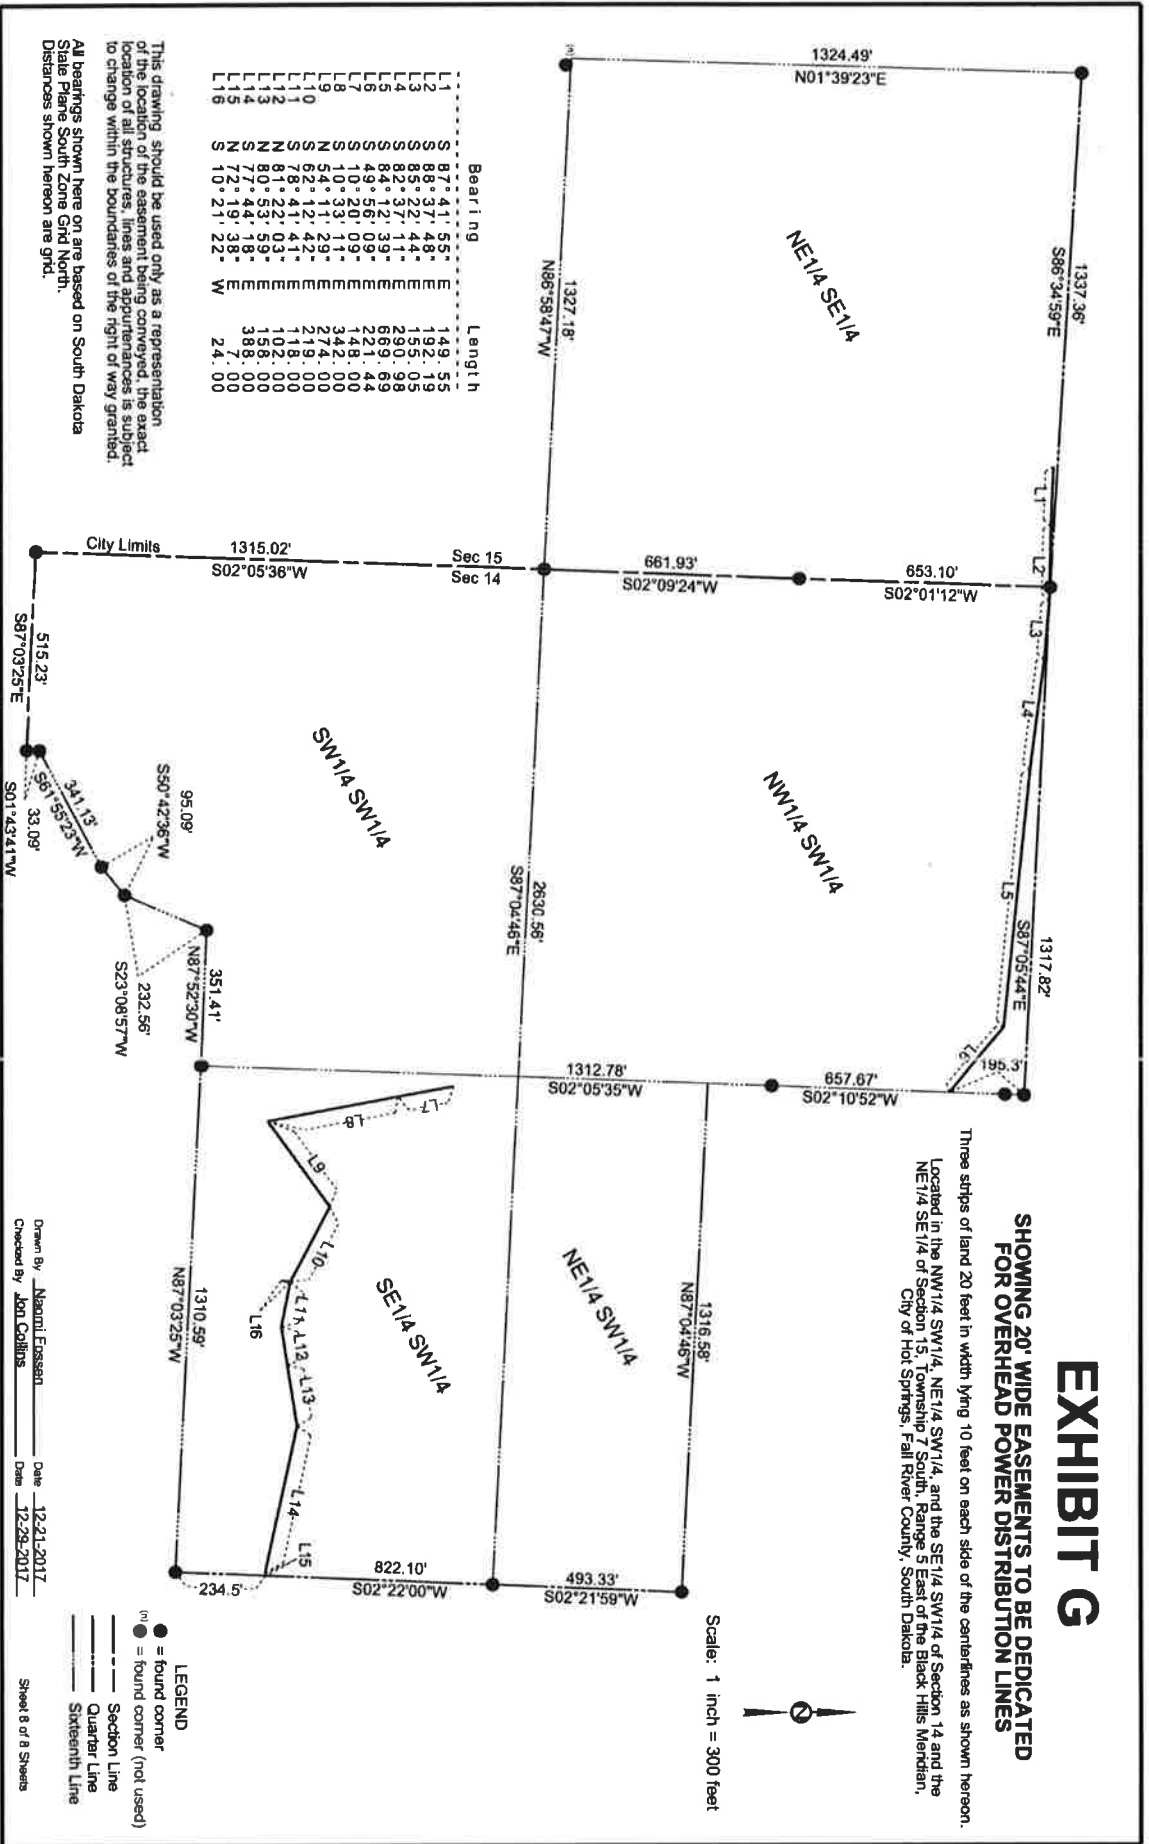 EXHIBIT G
SHOWING 20' WIDE EASEMENTS TO BE DEDICATED
FOR OVERHEAD POWER DISTRIBUTION LINES
Three strips of land 20 feet in width lying 10 feet on each side of the centerlines as shown hereon.
Located in the NW1/4 SW1/4, NE1/4 SW1/4, and the SE1/4 SW1/4 of Section 14 and the
NE1/4 SE1/4 of Section 15, Township 7 South, Range 5 East of the Black Hills Meridian,
City of Hot Springs, Fall River County, South Dakota.
Scale: 1 inch = 300 feet
N
1337.36'
S86°34'59"E
1317.82'
S87°05'44"E
1324.49'
N01°39'23"E
NE1/4 SE1/4
L1
L2
L3
L4
L5
L6
195.3'
653.10'
S02°01'12"W
661.93'
S02°09'24"W
657.67'
S02°10'52"W
NW1/4 SW1/4
(n)
1327.18'
N86°58'47"W
2630.56'
S87°04'46"E
1316.58'
N87°04'46"W
NE1/4 SW1/4
493.33'
S02°21'59"W
1312.78'
S02°05'35"W
Sec 15
Sec 14
1315.02'
S02°05'36"W
City Limits
SW1/4 SW1/4
SE1/4 SW1/4
L7
L8
L9
L10
L11
L12
L13
L14
L15
L16
822.10'
S02°22'00"W
234.5'
1310.59'
N87°03'25"W
351.41'
N87°52'30"W
232.56'
S23°08'57"W
95.09'
S50°42'36"W
341.13'
S61°55'23"W
33.09'
S01°43'41"W
515.23'
S87°03'25"E
Bearing Length
L1 S 87°41'55" E 149.55
L2 S 88°37'48" E 192.19
L3 S 85°22'44" E 155.05
L4 S 82°37'11" E 290.98
L5 S 84°12'39" E 669.69
L6 S 49°56'09" E 221.44
L7 S 10°20'09" E 148.00
L8 S 10°33'11" E 342.00
L9 N 54°11'29" E 274.00
L10 S 62°12'42" E 219.00
L11 S 78°41'41" E 118.00
L12 N 81°22'03" E 102.00
L13 N 80°53'59" E 158.00
L14 S 77°44'18" E 388.00
L15 N 72°19'38" E 7.00
L16 S 10°21'22" W 24.00
This drawing should be used only as a representation
of the location of the easement being conveyed, the exact
location of all structures, lines and appurtenances is subject
to change within the boundaries of the right of way granted.
All bearings shown here on are based on South Dakota
State Plane South Zone Grid North.
Distances shown hereon are grid.
LEGEND
= found corner
(n) = found corner (not used)
Section Line
Quarter Line
Sixteenth Line
Drawn By Naomi Fossen Date 12-21-2017
Checked By Jon Collins Date 12-29-2017
Sheet 8 of 8 Sheets